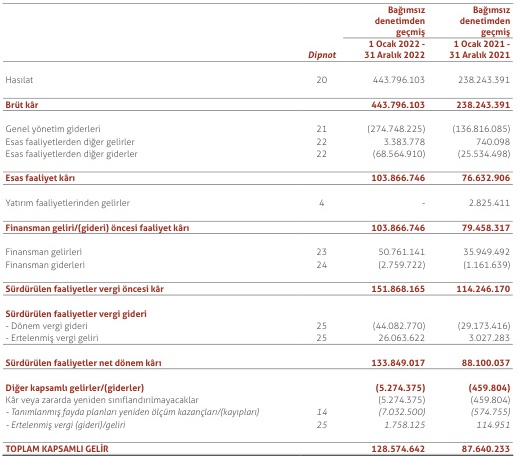 Bağımsız denetimden geçmiş Bağımsız denetimden geçmiş
Dipnot 1 Ocak 2022 - 31 Aralık 2022 1 Ocak 2021 - 31 Aralık 2021
Hasılat 20 443.796.103 238.243.391
Brüt kâr 443.796.103 238.243.391
Genel yönetim giderleri 21 (274.748.225) (136.816.085)
Esas faaliyetlerden diğer gelirler 22 3.383.778 740.098
Esas faaliyetlerden diğer giderler 22 (68.564.910) (25.534.498)
Esas faaliyet kârı 103.866.746 76.632.906
Yatırım faaliyetlerinden gelirler 4 - 2.825.411
Finansman geliri/(gideri) öncesi faaliyet kârı 103.866.746 79.458.317
Finansman gelirleri 23 50.761.141 35.949.492
Finansman giderleri 24 (2.759.722) (1.161.639)
Sürdürülen faaliyetler vergi öncesi kâr 151.868.165 114.246.170
Sürdürülen faaliyetler vergi gideri
- Dönem vergi gideri 25 (44.082.770) (29.173.416)
- Ertelenmiş vergi geliri 25 26.063.622 3.027.283
Sürdürülen faaliyetler net dönem kârı 133.849.017 88.100.037
Diğer kapsamlı gelirler/(giderler) (5.274.375) (459.804)
Kâr veya zararda yeniden sınıflandırılmayacaklar (5.274.375) (459.804)
- Tanımlanmış fayda planları yeniden ölçüm kazançları/(kayıpları) 14 (7.032.500) (574.755)
- Ertelenmiş vergi (gideri)/geliri 25 1.758.125 114.951
TOPLAM KAPSAMLI GELİR 128.574.642 87.640.233